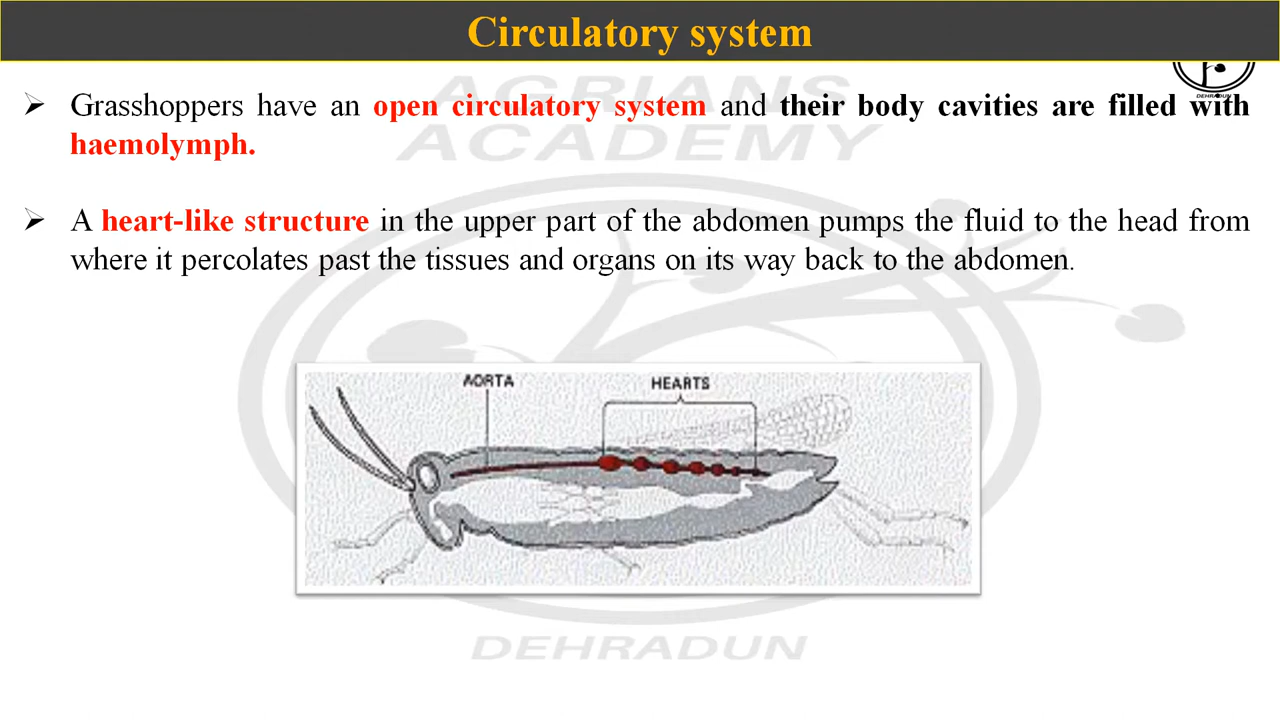 Circulatory system
AGRIANS
ACADEMY
DEHRADUN
➢ Grasshoppers have an open circulatory system and their body cavities are filled with
haemolymph.
➢ A heart-like structure in the upper part of the abdomen pumps the fluid to the head from
where it percolates past the tissues and organs on its way back to the abdomen.
AORTA
HEARTS
DEHRADUN